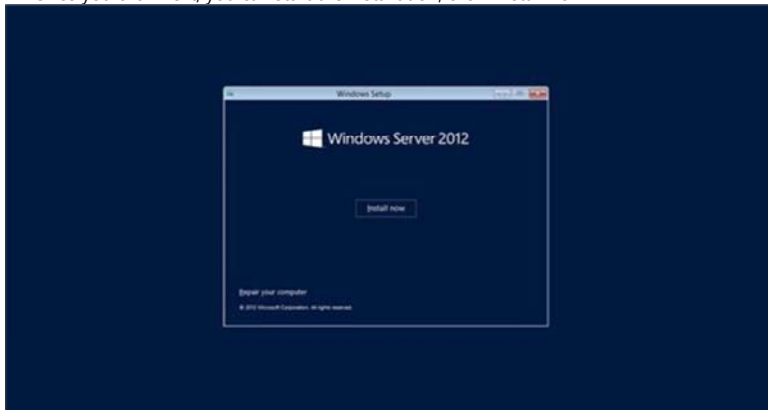 Windows Setup
Windows Server 2012
Install now
Repair your computer
© 2012 Microsoft Corporation. All rights reserved.